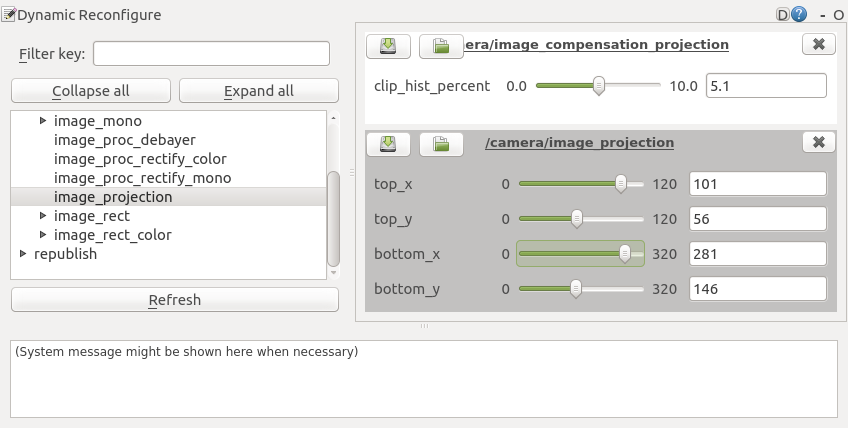 Dynamic Reconfigure
D ? - O
Filter key:
Collapse all
Expand all
image_mono
image_proc_debayer
image_proc_rectify_color
image_proc_rectify_mono
image_projection
image_rect
image_rect_color
republish
Refresh
era/image_compensation_projection
clip_hist_percent 0.0 10.0 5.1
/camera/image_projection
top_x 0 120 101
top_y 0 120 56
bottom_x 0 320 281
bottom_y 0 320 146
(System message might be shown here when necessary)